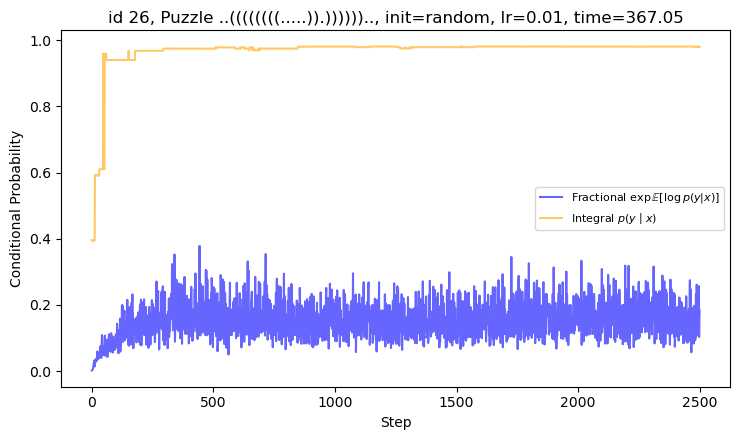 id 26, Puzzle ..((((((((.....)).)))))).., init=random, lr=0.01, time=367.05
1.0
0.8
0.6
0.4
0.2
0.0
Conditional Probability
Fractional exp𝔼[log p(y|x)]
Integral p(y | x)
0
500
1000
1500
2000
2500
Step